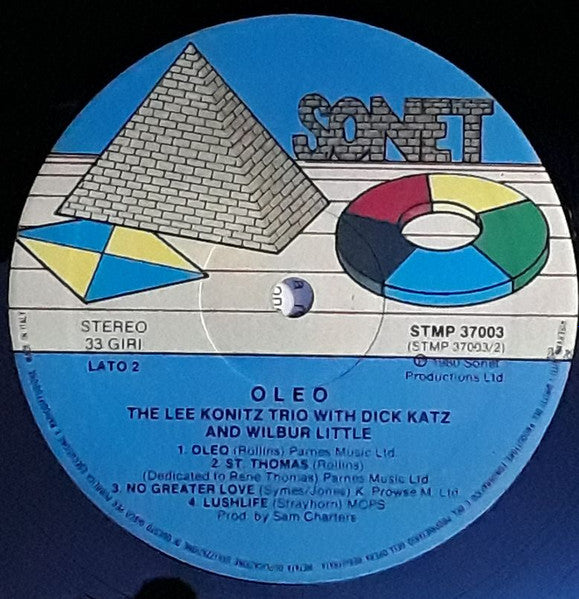 SONET
STEREO
33 GIRI
LATO 2
STMP 37003
(STMP 37003/2)
Ⓟ 1980 Sonet
Productions Ltd.
OLEO
THE LEE KONITZ TRIO WITH DICK KATZ
AND WILBUR LITTLE
1. OLEO (Rollins) Parnes Music Ltd.
2. ST. THOMAS (Rollins)
(Dedicated to Rene Thomas) Parnes Music Ltd.
3. NO GREATER LOVE (Symes/Jones) K. Prowse M. Ltd.
4. LUSHLIFE (Strayhorn) MCPS
Prod. by Sam Charters